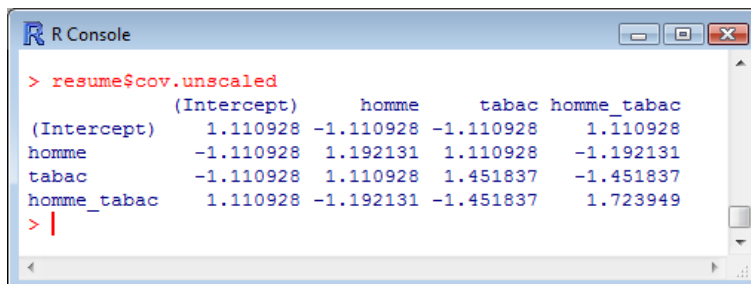 R Console
> resume$cov.unscaled
(Intercept) homme tabac homme_tabac
(Intercept) 1.110928 -1.110928 -1.110928 1.110928
homme -1.110928 1.192131 1.110928 -1.192131
tabac -1.110928 1.110928 1.451837 -1.451837
homme_tabac 1.110928 -1.192131 -1.451837 1.723949
>